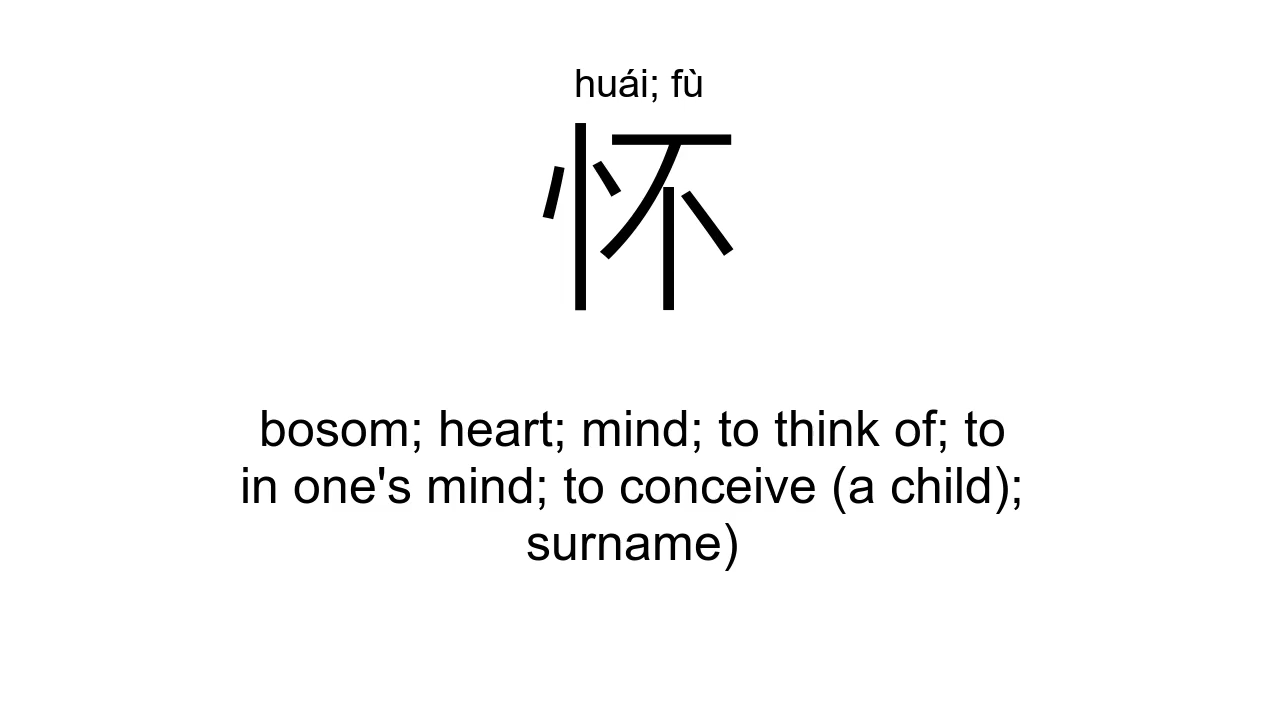 huái; fù
怀
bosom; heart; mind; to think of; to
in one's mind; to conceive (a child);
surname)